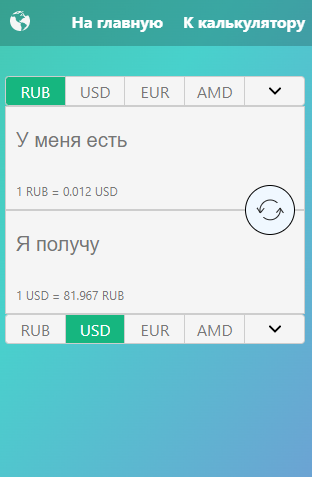 На главную К калькулятору
RUB USD EUR AMD
У меня есть
1 RUB = 0.012 USD
Я получу
1 USD = 81.967 RUB
RUB USD EUR AMD